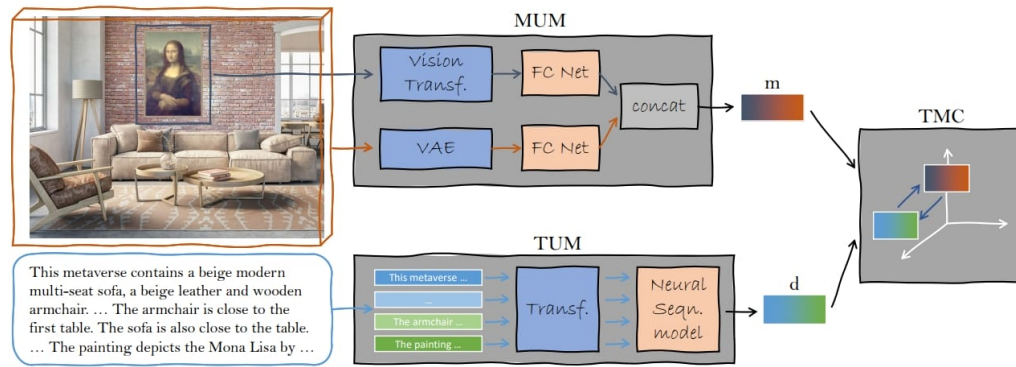 MUM
Vision
Transf.
FC Net
concat
VAE
FC Net
m
TMC
This metaverse contains a beige modern
multi-seat sofa, a beige leather and wooden
armchair. … The armchair is close to the
first table. The sofa is also close to the table.
… The painting depicts the Mona Lisa by …
TUM
This metaverse ...
...
The armchair ...
The painting ...
Transf.
Neural
Seqn.
model
d